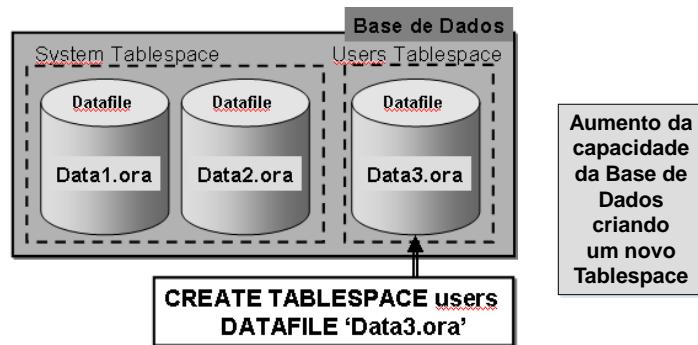 Base de Dados
System Tablespace
Users Tablespace
Datafile
Datafile
Datafile
Data1.ora
Data2.ora
Data3.ora
CREATE TABLESPACE users
DATAFILE ‘Data3.ora’
Aumento da
capacidade
da Base de
Dados
criando
um novo
Tablespace